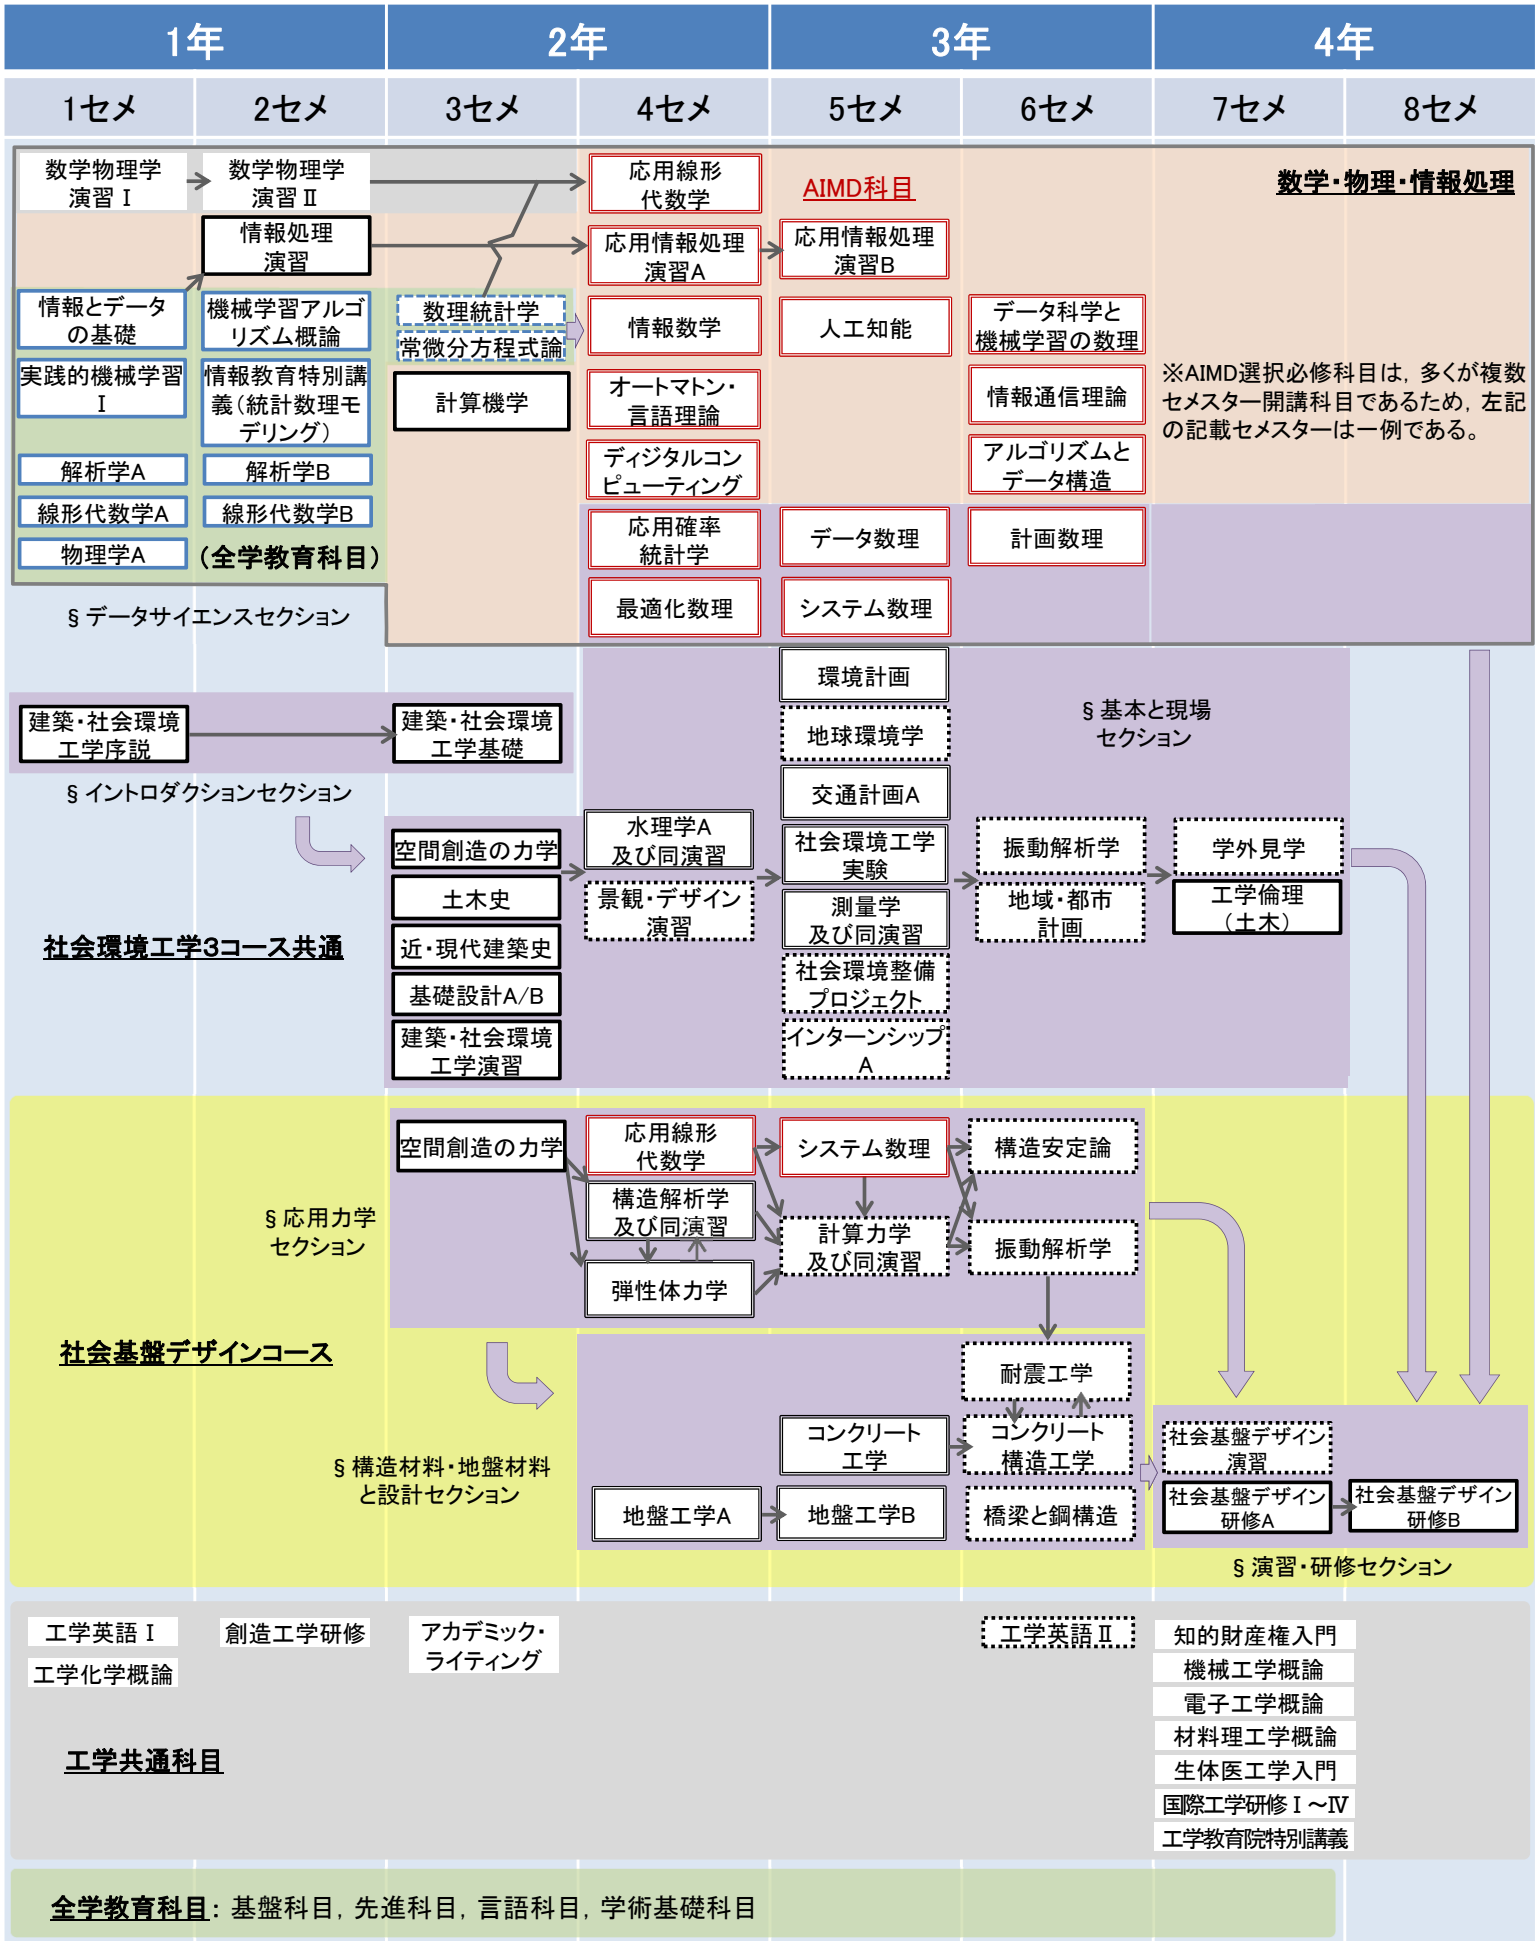 1年
2年
3年
4年
1セメ
2セメ
3セメ
4セメ
5セメ
6セメ
7セメ
8セメ
数学物理学
演習Ⅰ
数学物理学
演習Ⅱ
応用線形
代数学
AIMD科目
数学・物理・情報処理
情報処理
演習
応用情報処理
演習A
応用情報処理
演習B
情報とデータ
の基礎
機械学習アルゴ
リズム概論
数理統計学
常微分方程式論
情報数学
人工知能
データ科学と
機械学習の数理
実践的機械学習
Ⅰ
情報教育特別講
義（統計数理モ
デリング）
計算機学
オートマトン・
言語理論
情報通信理論
※AIMD選択必修科目は，多くが複数
セメスター開講科目であるため，左記
の記載セメスターは一例である。
解析学A
解析学B
ディジタルコン
ピューティング
アルゴリズムと
データ構造
線形代数学A
線形代数学B
物理学A
（全学教育科目）
応用確率
統計学
データ数理
計画数理
§データサイエンスセクション
最適化数理
システム数理
環境計画
建築・社会環境
工学序説
建築・社会環境
工学基礎
地球環境学
§基本と現場
セクション
§イントロダクションセクション
交通計画A
空間創造の力学
水理学A
及び同演習
社会環境工学
実験
振動解析学
学外見学
土木史
景観・デザイン
演習
測量学
及び同演習
地域・都市
計画
工学倫理
（土木）
社会環境工学3コース共通
近・現代建築史
社会環境整備
プロジェクト
基礎設計A/B
建築・社会環境
工学演習
インターンシップ
A
空間創造の力学
応用線形
代数学
システム数理
構造安定論
§応用力学
セクション
構造解析学
及び同演習
計算力学
及び同演習
振動解析学
弾性体力学
社会基盤デザインコース
耐震工学
コンクリート
工学
コンクリート
構造工学
社会基盤デザイン
演習
§構造材料・地盤材料
と設計セクション
地盤工学A
地盤工学B
橋梁と鋼構造
社会基盤デザイン
研修A
社会基盤デザイン
研修B
§演習・研修セクション
工学英語Ⅰ
創造工学研修
アカデミック・
ライティング
工学英語Ⅱ
知的財産権入門
工学化学概論
機械工学概論
電子工学概論
材料理工学概論
工学共通科目
生体医工学入門
国際工学研修Ⅰ～Ⅳ
工学教育院特別講義
全学教育科目：基盤科目，先進科目，言語科目，学術基礎科目